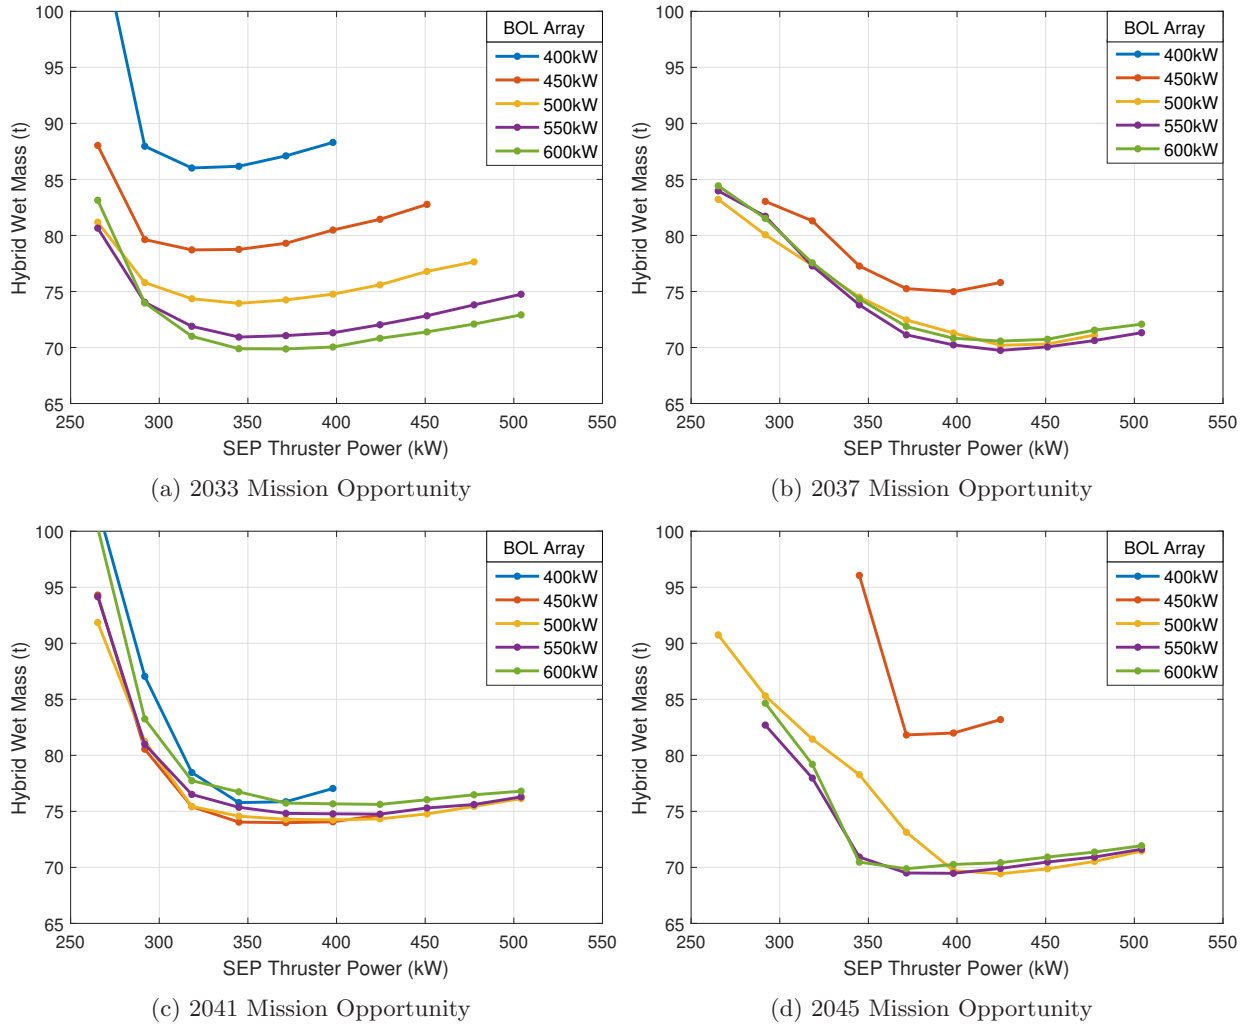 100
95
90
85
80
75
70
65
Hybrid Wet Mass (t)
250 300 350 400 450 500 550
SEP Thruster Power (kW)
BOL Array
400kW
450kW
500kW
550kW
600kW
(a) 2033 Mission Opportunity
100
95
90
85
80
75
70
65
Hybrid Wet Mass (t)
250 300 350 400 450 500 550
SEP Thruster Power (kW)
BOL Array
400kW
450kW
500kW
550kW
600kW
(b) 2037 Mission Opportunity
100
95
90
85
80
75
70
65
Hybrid Wet Mass (t)
250 300 350 400 450 500 550
SEP Thruster Power (kW)
BOL Array
400kW
450kW
500kW
550kW
600kW
(c) 2041 Mission Opportunity
100
95
90
85
80
75
70
65
Hybrid Wet Mass (t)
250 300 350 400 450 500 550
SEP Thruster Power (kW)
BOL Array
400kW
450kW
500kW
550kW
600kW
(d) 2045 Mission Opportunity